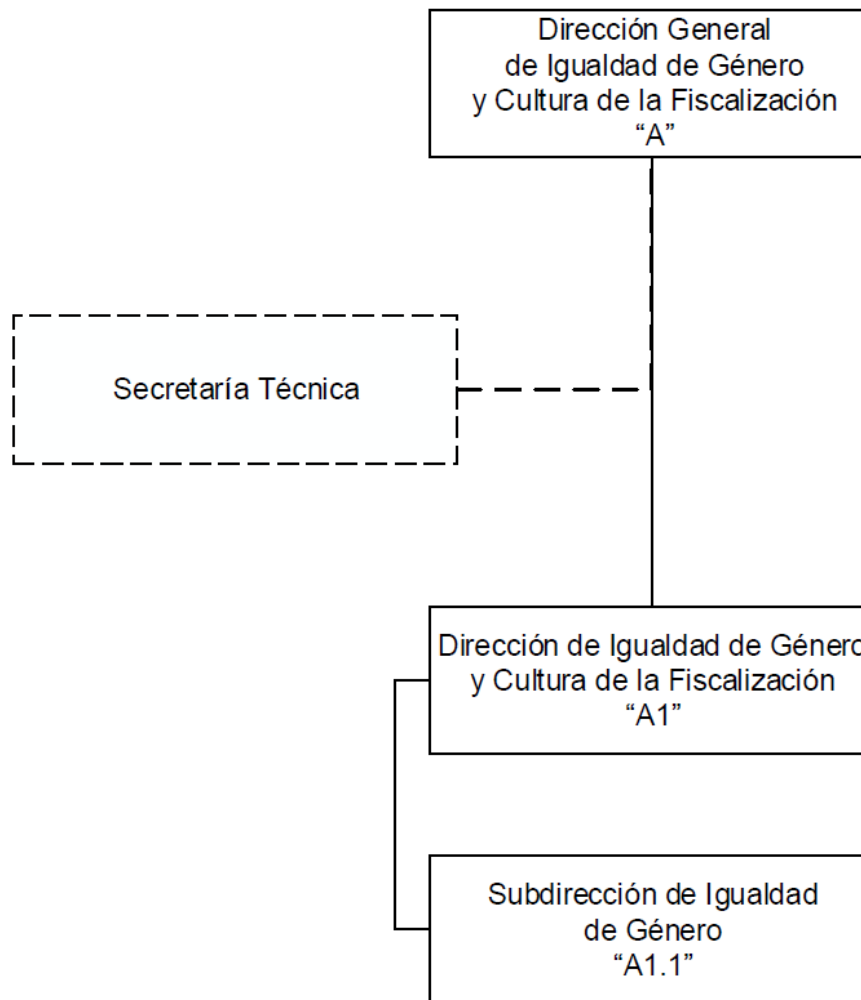 Dirección General
de Igualdad de Género
y Cultura de la Fiscalización
“A”
Secretaría Técnica
Dirección de Igualdad de Género
y Cultura de la Fiscalización
“A1”
Subdirección de Igualdad
de Género
“A1.1”